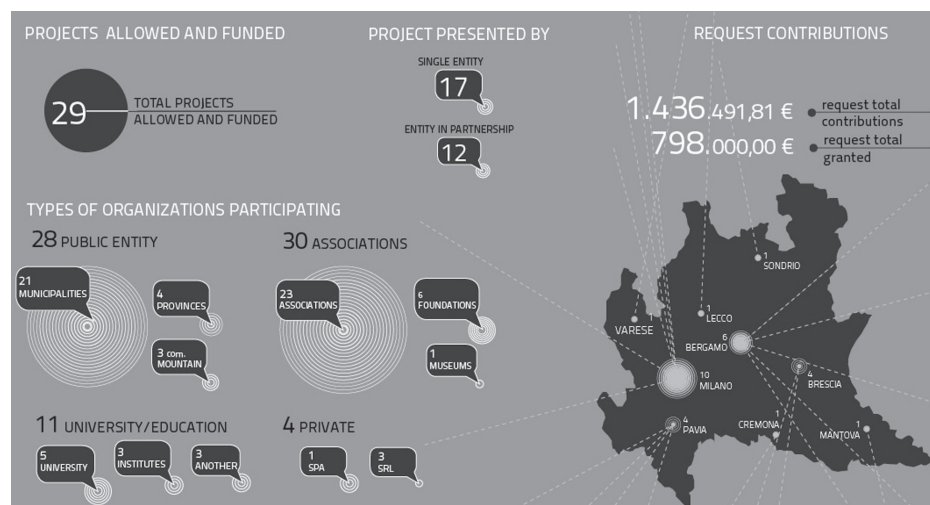 PROJECTS ALLOWED AND FUNDED
29
TOTAL PROJECTS
ALLOWED AND FUNDED
PROJECT PRESENTED BY
SINGLE ENTITY
17
ENTITY IN PARTNERSHIP
12
REQUEST CONTRIBUTIONS
1.436.491,81 €
request total
contributions
798.000,00 €
request total
granted
TYPES OF ORGANIZATIONS PARTICIPATING
28 PUBLIC ENTITY
21
MUNICIPALITIES
4
PROVINCES
3 com.
MOUNTAIN
30 ASSOCIATIONS
23
ASSOCIATIONS
6
FOUNDATIONS
1
MUSEUMS
11 UNIVERSITY/EDUCATION
5
UNIVERSITY
3
INSTITUTES
3
ANOTHER
4 PRIVATE
1
SPA
3
SRL
1
SONDRIO
1
LECCO
1
VARESE
6
BERGAMO
10
MILANO
4
BRESCIA
4
PAVIA
1
CREMONA
1
MANTOVA